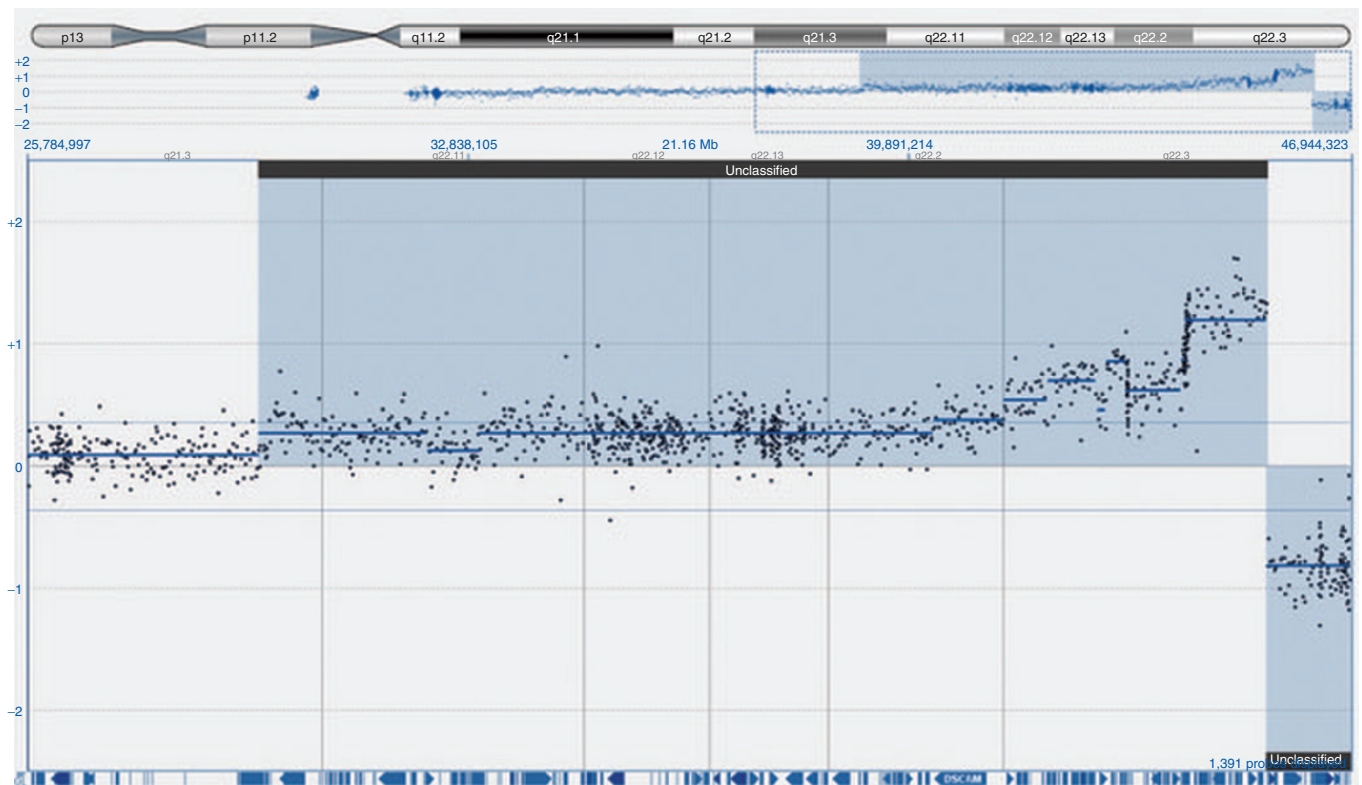 p13 p11.2 q11.2 q21.1 q21.2 q21.3 q22.11 q22.12 q22.13 q22.2 q22.3
+2
+1
0
−1
−2
25,784,997 32,838,105 21.16 Mb 39,891,214 46,944,323
q21.3 q22.11 q22.12 q22.13 q22.2 q22.3
Unclassified
+2
+1
0
−1
−2
Unclassified
1,391
DSCAM